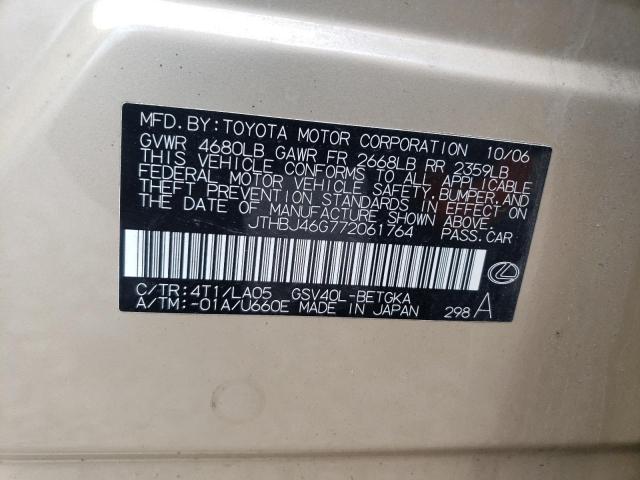 MFD. BY: TOYOTA MOTOR CORPORATION 10/06
GVWR 4680LB GAWR FR 2668LB RR 2359LB
THIS VEHICLE CONFORMS TO ALL APPLICABLE
FEDERAL MOTOR VEHICLE SAFETY, BUMPER, AND
THEFT PREVENTION STANDARDS IN EFFECT ON
THE DATE OF MANUFACTURE SHOWN ABOVE.
JTHBJ46G772061764 PASS.CAR
C/TR: 4T1/LA05 GSV40L-BETGKA
A/TM: -01A/U660E MADE IN JAPAN 298 A